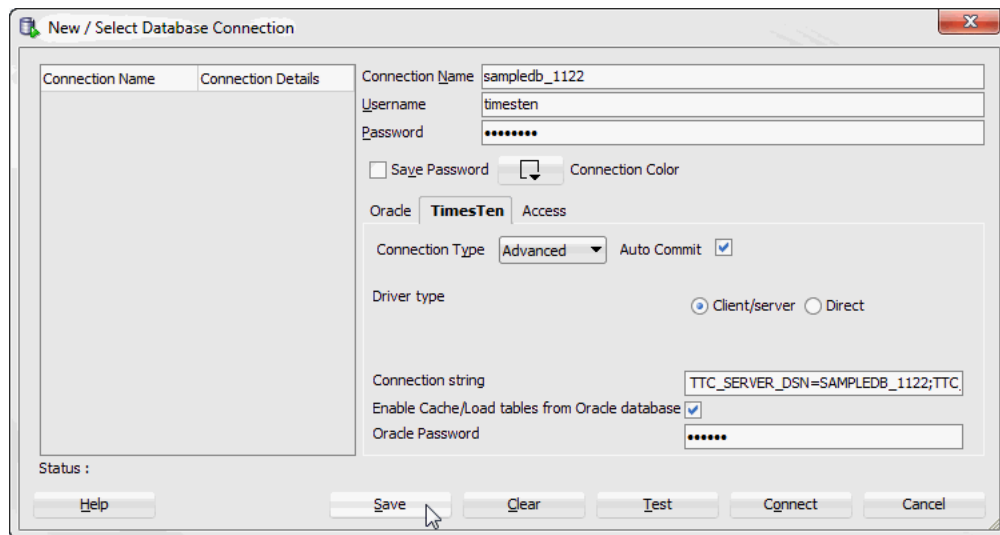 New / Select Database Connection
Connection Name Connection Details
Connection Name sampledb_1122
Username timesten
Password ••••••••
Save Password Connection Color
Oracle TimesTen Access
Connection Type Advanced Auto Commit
Driver type
Client/server Direct
Connection string TTC_SERVER_DSN=SAMPLEDB_1122;TTC_
Enable Cache/Load tables from Oracle database
Oracle Password ••••••
Status :
Help Save Clear Test Connect Cancel